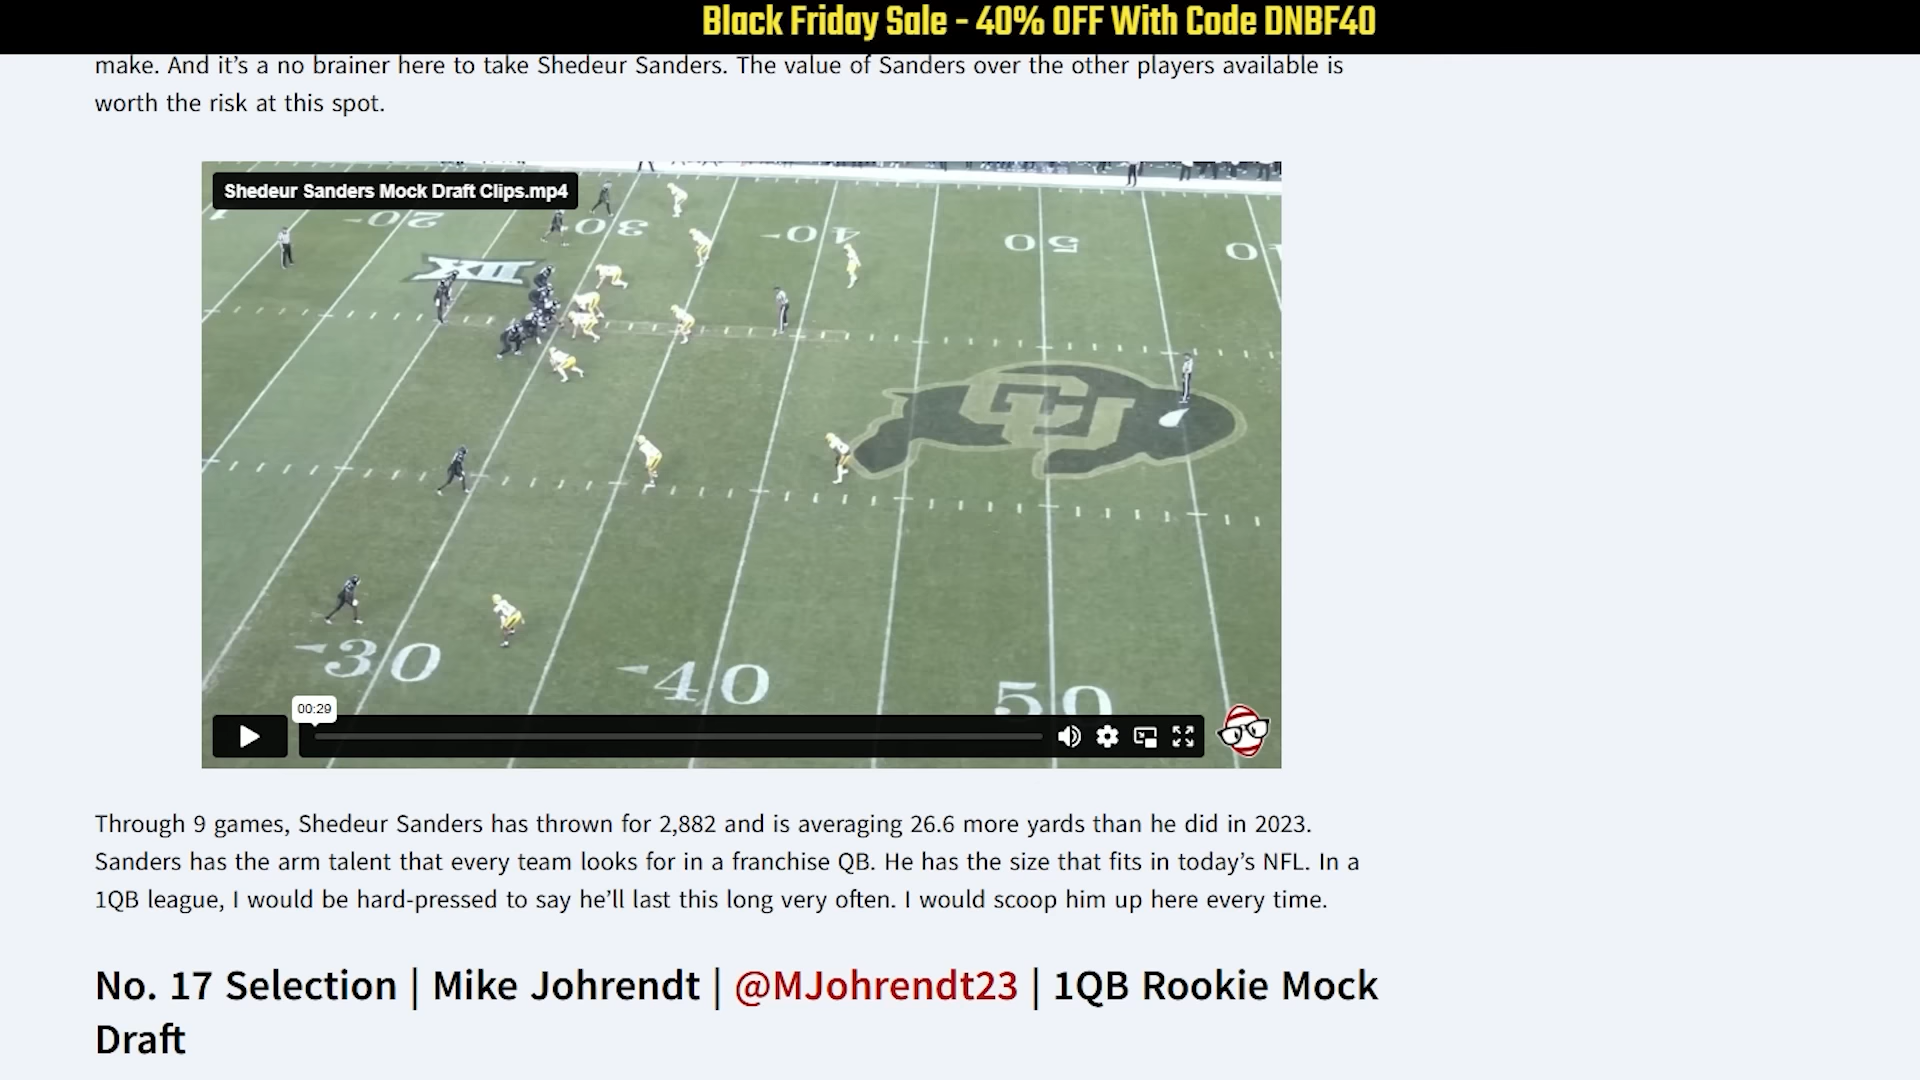 Black Friday Sale - 40% OFF With Code DNBF40
make. And it’s a no brainer here to take Shedeur Sanders. The value of Sanders over the other players available is
worth the risk at this spot.
Shedeur Sanders Mock Draft Clips.mp4
20
30
40
50
XII
CU
30
40
50
00:29
Through 9 games, Shedeur Sanders has thrown for 2,882 and is averaging 26.6 more yards than he did in 2023.
Sanders has the arm talent that every team looks for in a franchise QB. He has the size that fits in today’s NFL. In a
1QB league, I would be hard-pressed to say he’ll last this long very often. I would scoop him up here every time.
No. 17 Selection | Mike Johrendt | @MJohrendt23 | 1QB Rookie Mock
Draft